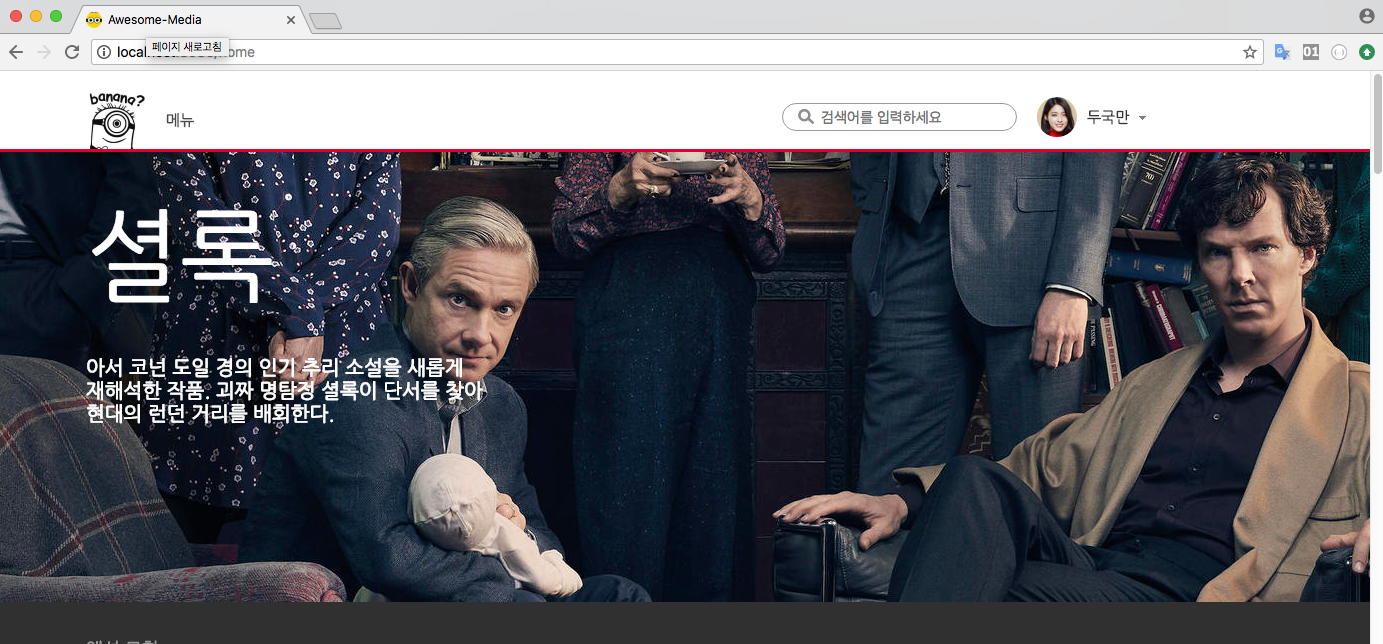 Awesome-Media
페이지 새로고침
home
01
banana?
메뉴
검색어를 입력하세요
두국만
셜록
아서 코넌 도일 경의 인기 추리 소설을 새롭게
재해석한 작품. 괴짜 명탐정 셜록이 단서를 찾아
현대의 런던 거리를 배회한다.